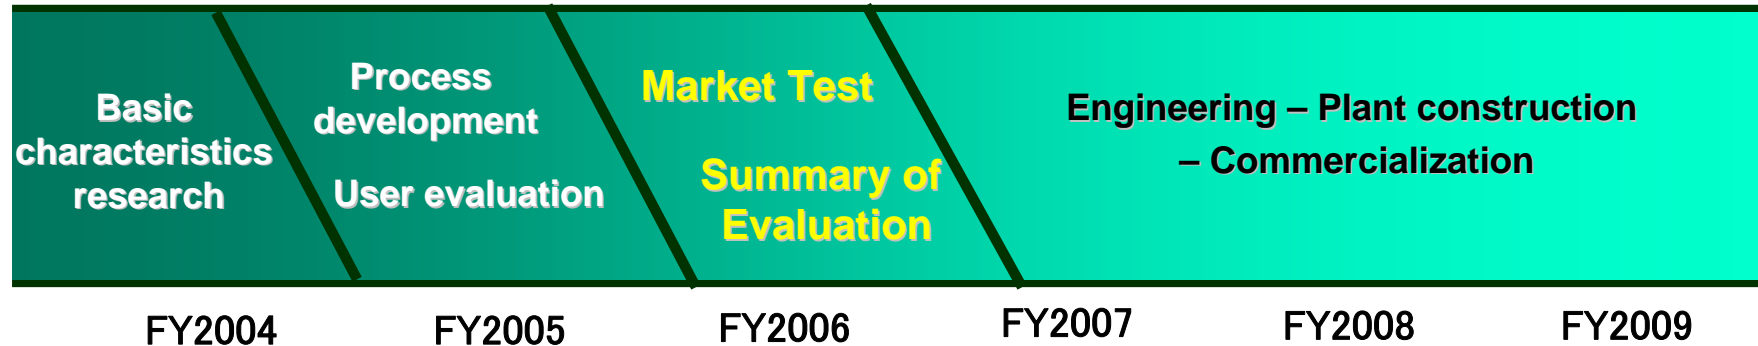 Basic
characteristics
research
Process
development
User evaluation
Market Test
Summary of
Evaluation
Engineering – Plant construction
– Commercialization
FY2004 FY2005 FY2006 FY2007 FY2008 FY2009